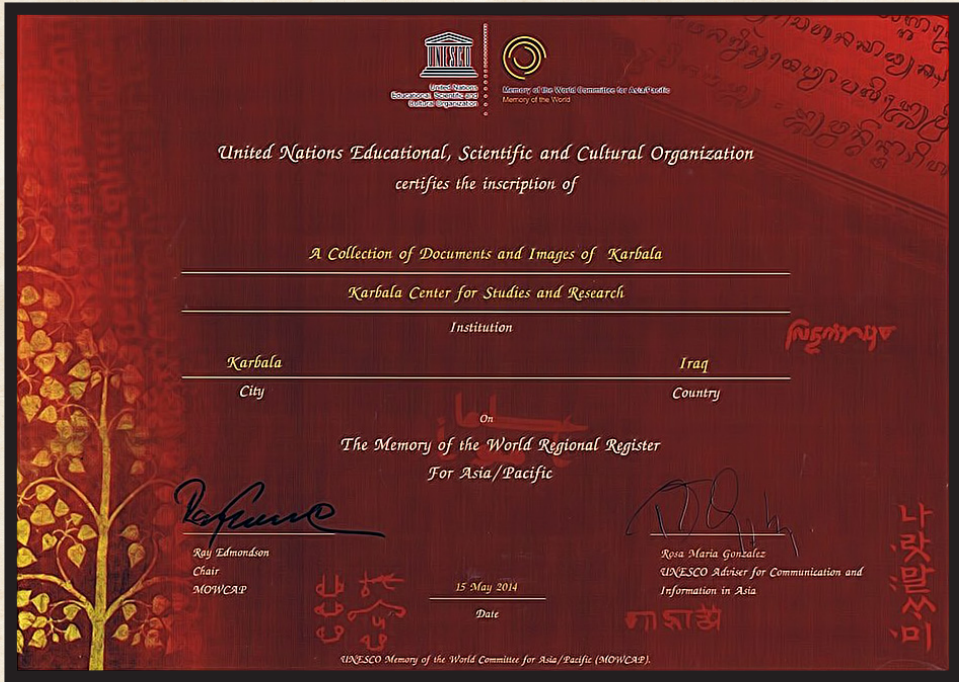 UNESCO
United Nations
Educational, Scientific and
Cultural Organization
Memory of the World Committee for Asia/Pacific
Memory of the World
United Nations Educational, Scientific and Cultural Organization
certifies the inscription of
A Collection of Documents and Images of Karbala
Karbala Center for Studies and Research
Institution
Karbala Iraq
City Country
On
The Memory of the World Regional Register
For Asia/Pacific
Ray Edmondson
Chair
MOWCAP
15 May 2014
Date
Rosa Maria Gonzalez
UNESCO Adviser for Communication and
Information in Asia
UNESCO Memory of the World Committee for Asia/Pacific (MOWCAP).